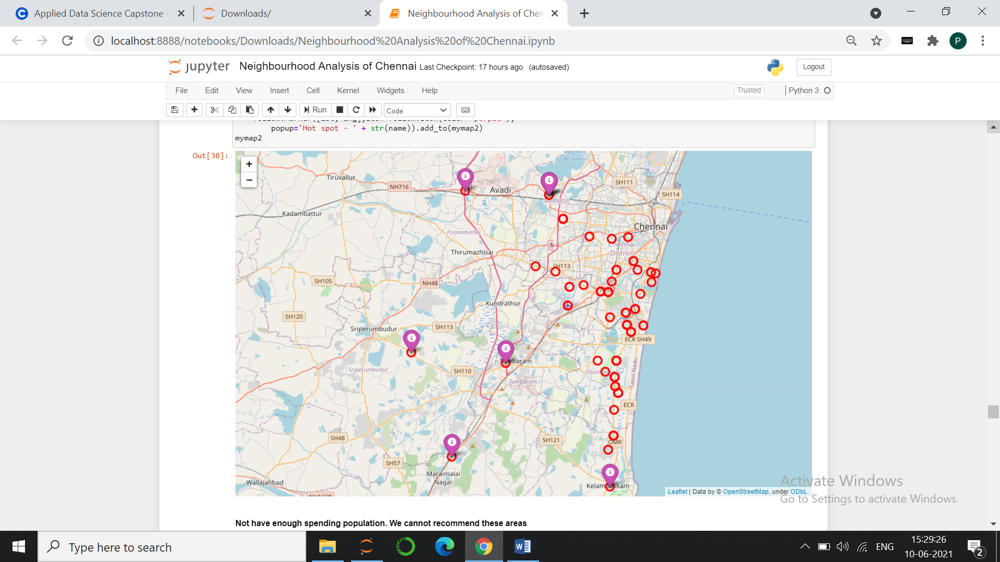 Applied Data Science Capstone -
Downloads/
Neighbourhood Analysis of Chen
localhost:8888/notebooks/Downloads/Neighbourhood%20Analysis%20of%20Chennai.ipynb
P
jupyter Neighbourhood Analysis of Chennai Last Checkpoint: 17 hours ago (autosaved)
Logout
File Edit View Insert Cell Kernel Widgets Help
Trusted
Python 3
Run
Code
popup='Hot spot - ' + str(name)).add_to(mymap2)
mymap2
Out[38]:
+
−
Red Hills
Reservoir
Tiruvallur
NH716
Avadi
SH111
SH114
Ambattur
Kadambattur
Chennai
Poonamallee
Chennai
District
Thirumazhisai
SH113
SH105
NH48
Kundrathur
SH120
Sriperumbudur
SH113
ECR SH49
Tambaram
Sriperumbudur
SH110
Sholinganallur
Tamil Nadu
Tambaram
ECR
SH48
SH121
OMR
SH57
Maraimalai
Nagar
Wallajahbad
Kelambakkam
Leaflet | Data by © OpenStreetMap, under ODbL.
Activate Windows
Go to Settings to activate Windows.
Not have enough spending population. We cannot recommend these areas
Type here to search
ENG
15:29:26
10-06-2021
2